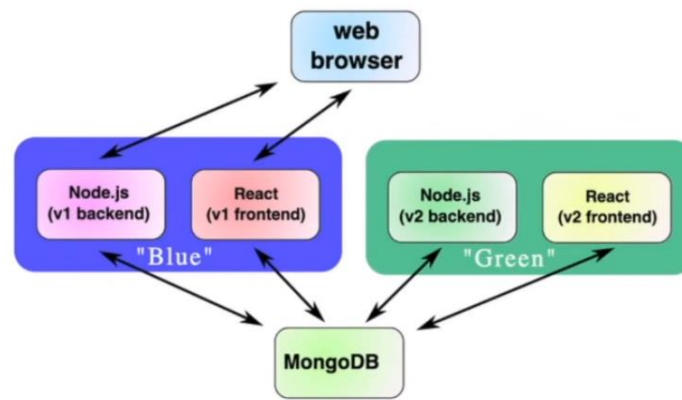 web
browser
Node.js
(v1 backend)
React
(v1 frontend)
"Blue"
Node.js
(v2 backend)
React
(v2 frontend)
"Green"
MongoDB